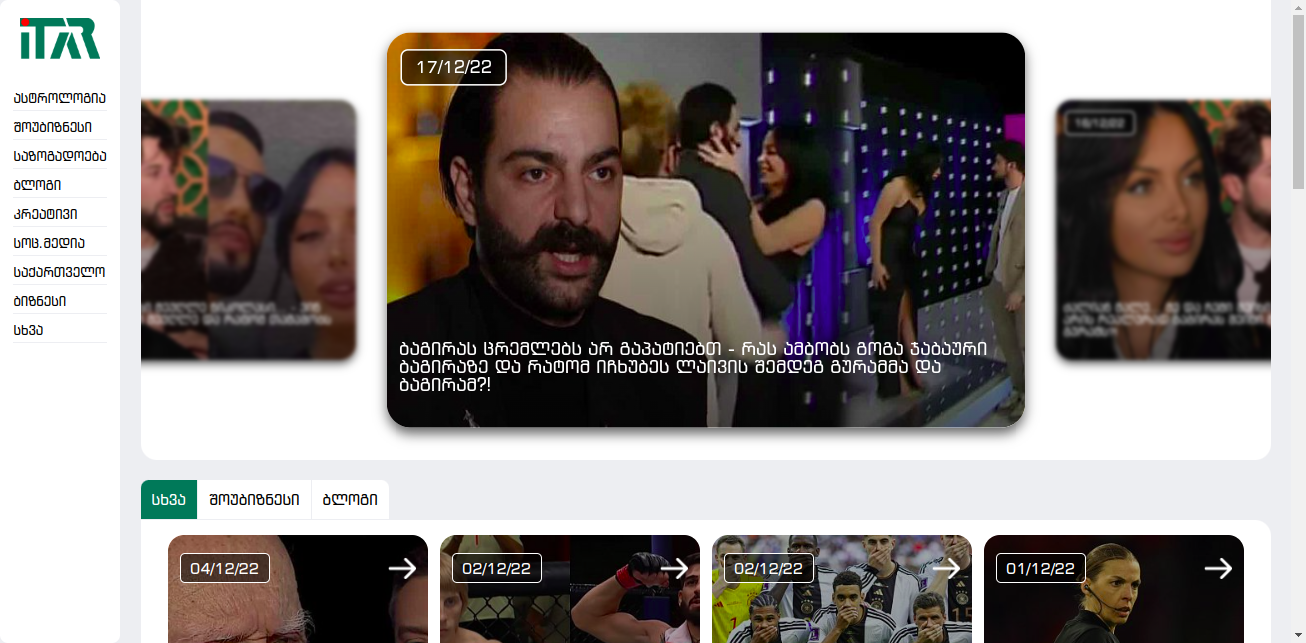 iTAR
ასტროლოგია
შოუბიზნესი
საზოგადოება
ბლოგი
კრეატივი
სოც.მედია
საქართველო
ბიზნესი
სხვა
17/12/22
ბაგირას ცრემლებს არ გაპატიებთ - რას ამბობს გოგა ჯაბაური
ბაგირაზე და რატომ იჩხუბეს ლაივის შემდეგ გურამმა და
ბაგირამ?!
16/12/22
სხვა
შოუბიზნესი
ბლოგი
04/12/22
02/12/22
02/12/22
01/12/22